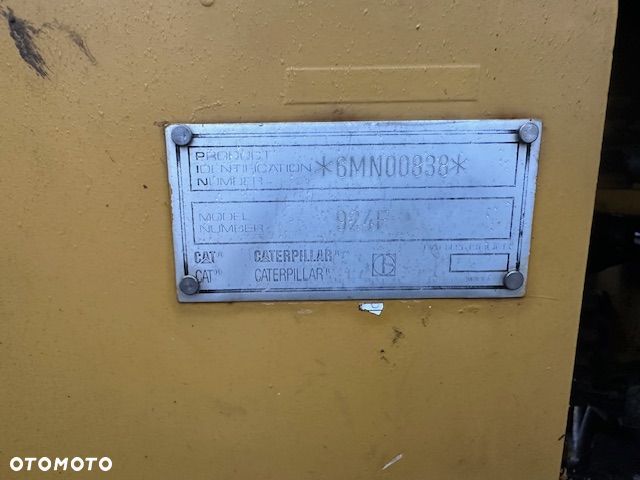 PRODUCT
IDENTIFICATION *6MN00838*
NUMBER
MODEL
NUMBER 924F
CAT® CATERPILLAR®
CAT® CATERPILLAR®
OTOMOTO